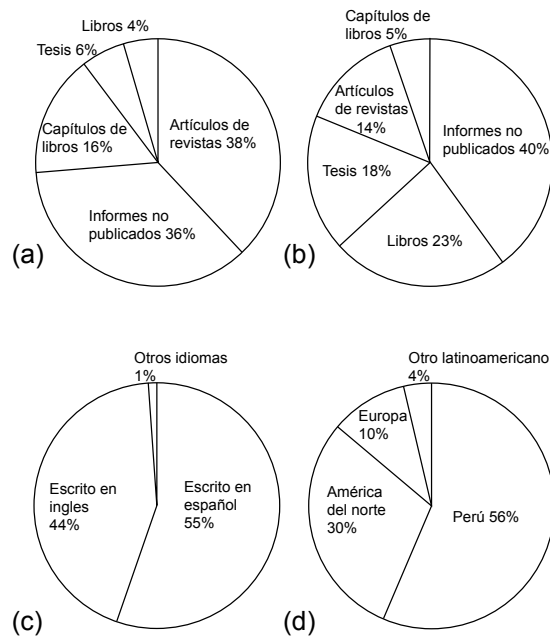 Libros 4%
Tesis 6%
Capítulos de
libros 16%
Artículos de
revistas 38%
Informes no
publicados 36%
(a)
Capítulos de
libros 5%
Artículos
de revistas
14%
Informes no
publicados 40%
Tesis 18%
Libros 23%
(b)
Otros idiomas
1%
Escrito en
ingles
44%
Escrito en
español
55%
(c)
Otro latinoamericano
4%
Europa
10%
América
del norte
30%
Perú 56%
(d)